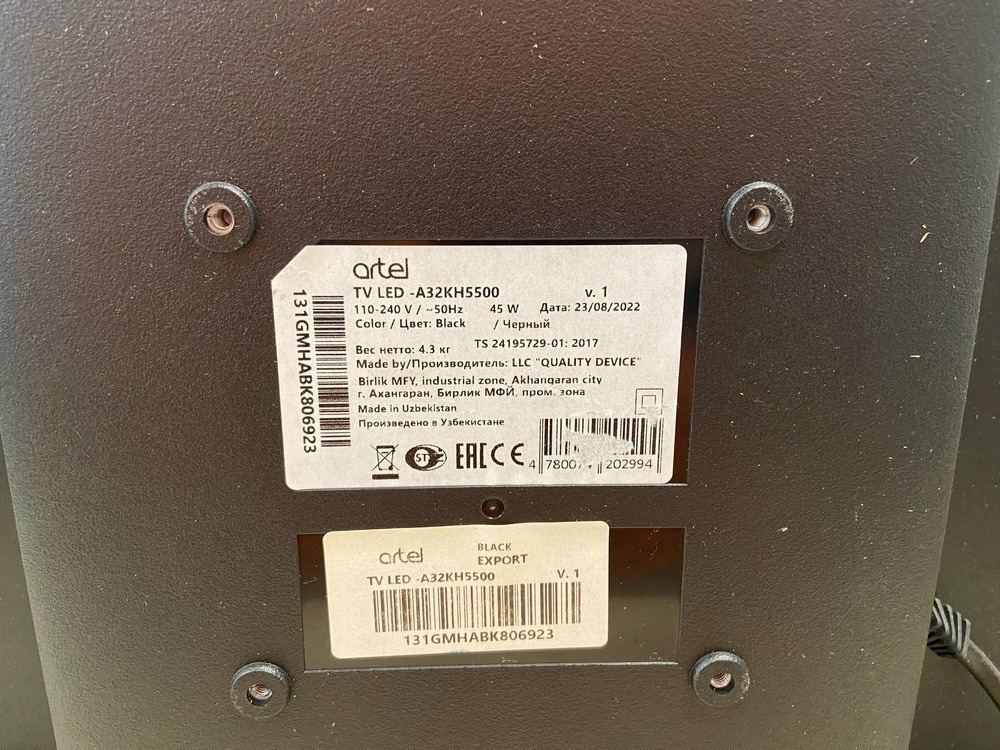 artel
TV LED -A32KH5500 v. 1
110-240 V / ~50Hz 45 W Дата: 23/08/2022
Color / Цвет: Black / Черный
Вес нетто: 4.3 кг TS 24195729-01: 2017
Made by/Производитель: LLC "QUALITY DEVICE"
Birlik MFY, industrial zone, Akhangaran city
г. Ахангаран, Бирлик МФЙ, пром. зона
Made in Uzbekistan
Произведено в Узбекистане
EAC CE
4 202994
131GMHABK806923
artel BLACK
EXPORT
TV LED -A32KH5500 V. 1
131GMHABK806923